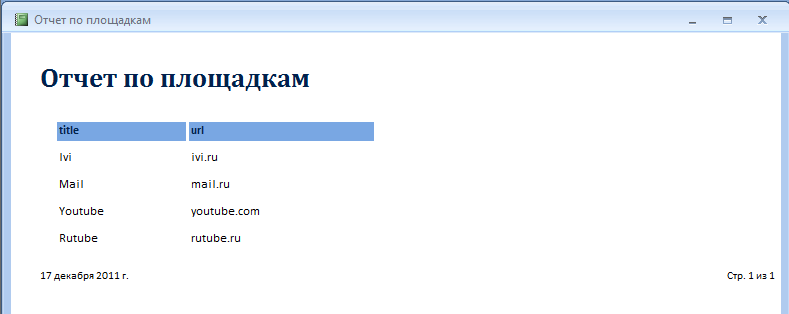 Отчет по площадкам
Отчет по площадкам
title url
Ivi ivi.ru
Mail mail.ru
Youtube youtube.com
Rutube rutube.ru
17 декабря 2011 г. Стр. 1 из 1